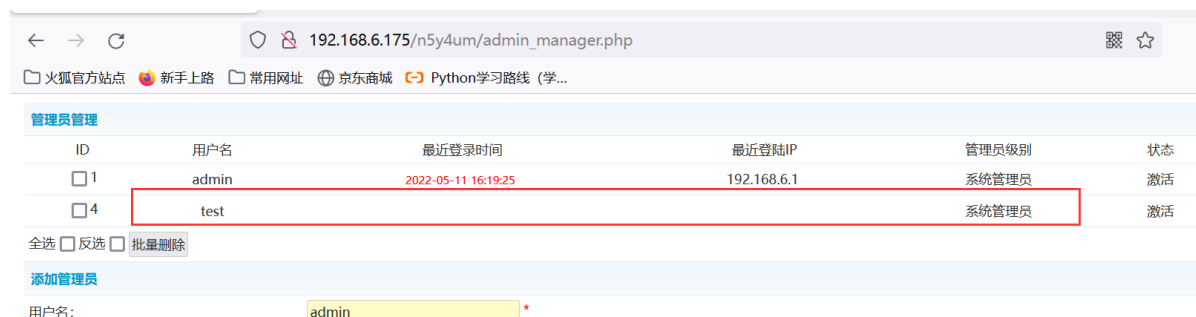 192.168.6.175/n5y4um/admin_manager.php
火狐官方站点 新手上路 常用网址 京东商城 Python学习路线（学...
管理员管理
ID 用户名 最近登录时间 最近登陆IP 管理员级别 状态
1 admin 2022-05-11 16:19:25 192.168.6.1 系统管理员 激活
4 test 系统管理员 激活
全选 反选 批量删除
添加管理员
用户名: admin *